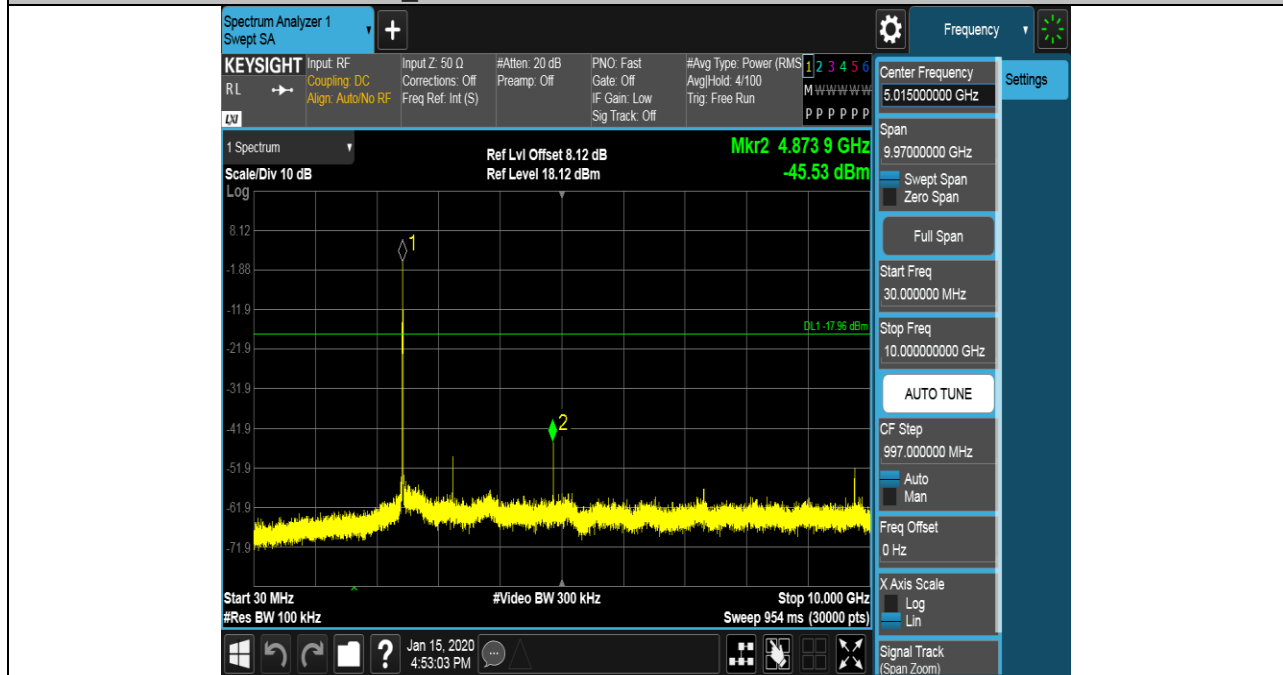 Spectrum Analyzer 1
Swept SA
+
Frequency
KEYSIGHT
RL
LXI
Input: RF
Coupling: DC
Align: Auto/No RF
Input Z: 50 Ω
Corrections: Off
Freq Ref: Int (S)
#Atten: 20 dB
Preamp: Off
PNO: Fast
Gate: Off
IF Gain: Low
Sig Track: Off
#Avg Type: Power (RMS
Avg|Hold: 4/100
Trig: Free Run
1 2 3 4 5 6
M W W W W W
P P P P P P
1 Spectrum
Scale/Div 10 dB
Log
Ref Lvl Offset 8.12 dB
Ref Level 18.12 dBm
Mkr2 4.873 9 GHz
-45.53 dBm
8.12
-1.88
-11.9
-21.9
-31.9
-41.9
-51.9
-61.9
-71.9
1
DL1 -17.96 dBm
2
Start 30 MHz
#Res BW 100 kHz
#Video BW 300 kHz
Stop 10.000 GHz
Sweep 954 ms (30000 pts)
Center Frequency
5.015000000 GHz
Settings
Span
9.97000000 GHz
Swept Span
Zero Span
Full Span
Start Freq
30.000000 MHz
Stop Freq
10.000000000 GHz
AUTO TUNE
CF Step
997.000000 MHz
Auto
Man
Freq Offset
0 Hz
X Axis Scale
Log
Lin
Signal Track
(Span Zoom)
?
Jan 15, 2020
4:53:03 PM